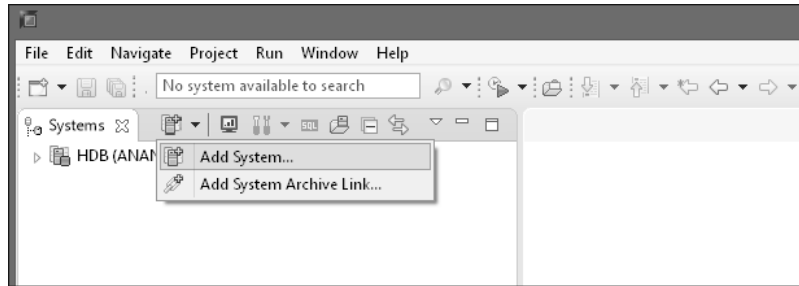 File Edit Navigate Project Run Window Help
No system available to search
Systems
HDB (ANAN
Add System...
Add System Archive Link...